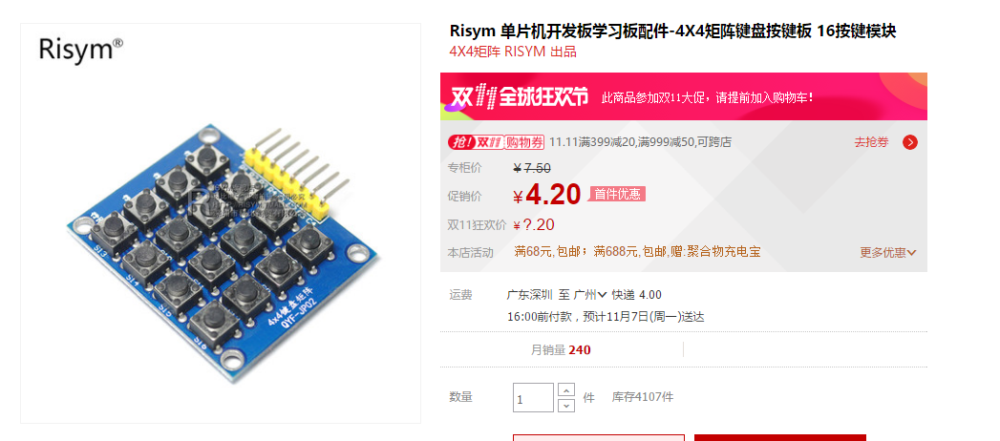 Risym®
S13
S14
S15
S16
4x4键盘矩阵
QYF-JP02
Risym 单片机开发板学习板配件-4X4矩阵键盘按键板 16按键模块
4X4矩阵 RISYM 出品
双11全球狂欢节 此商品参加双11大促，请提前加入购物车！
抢！双11购物券 11.11满399减20,满999减50,可跨店 去抢券
专柜价 ¥7.50
促销价 ¥4.20 首件优惠
双11狂欢价 ¥?.20
本店活动 满68元,包邮；满688元,包邮,赠:聚合物充电宝 更多优惠
运费 广东深圳 至 广州 快递 4.00
16:00前付款，预计11月7日(周一)送达
月销量 240
数量 1 件 库存4107件